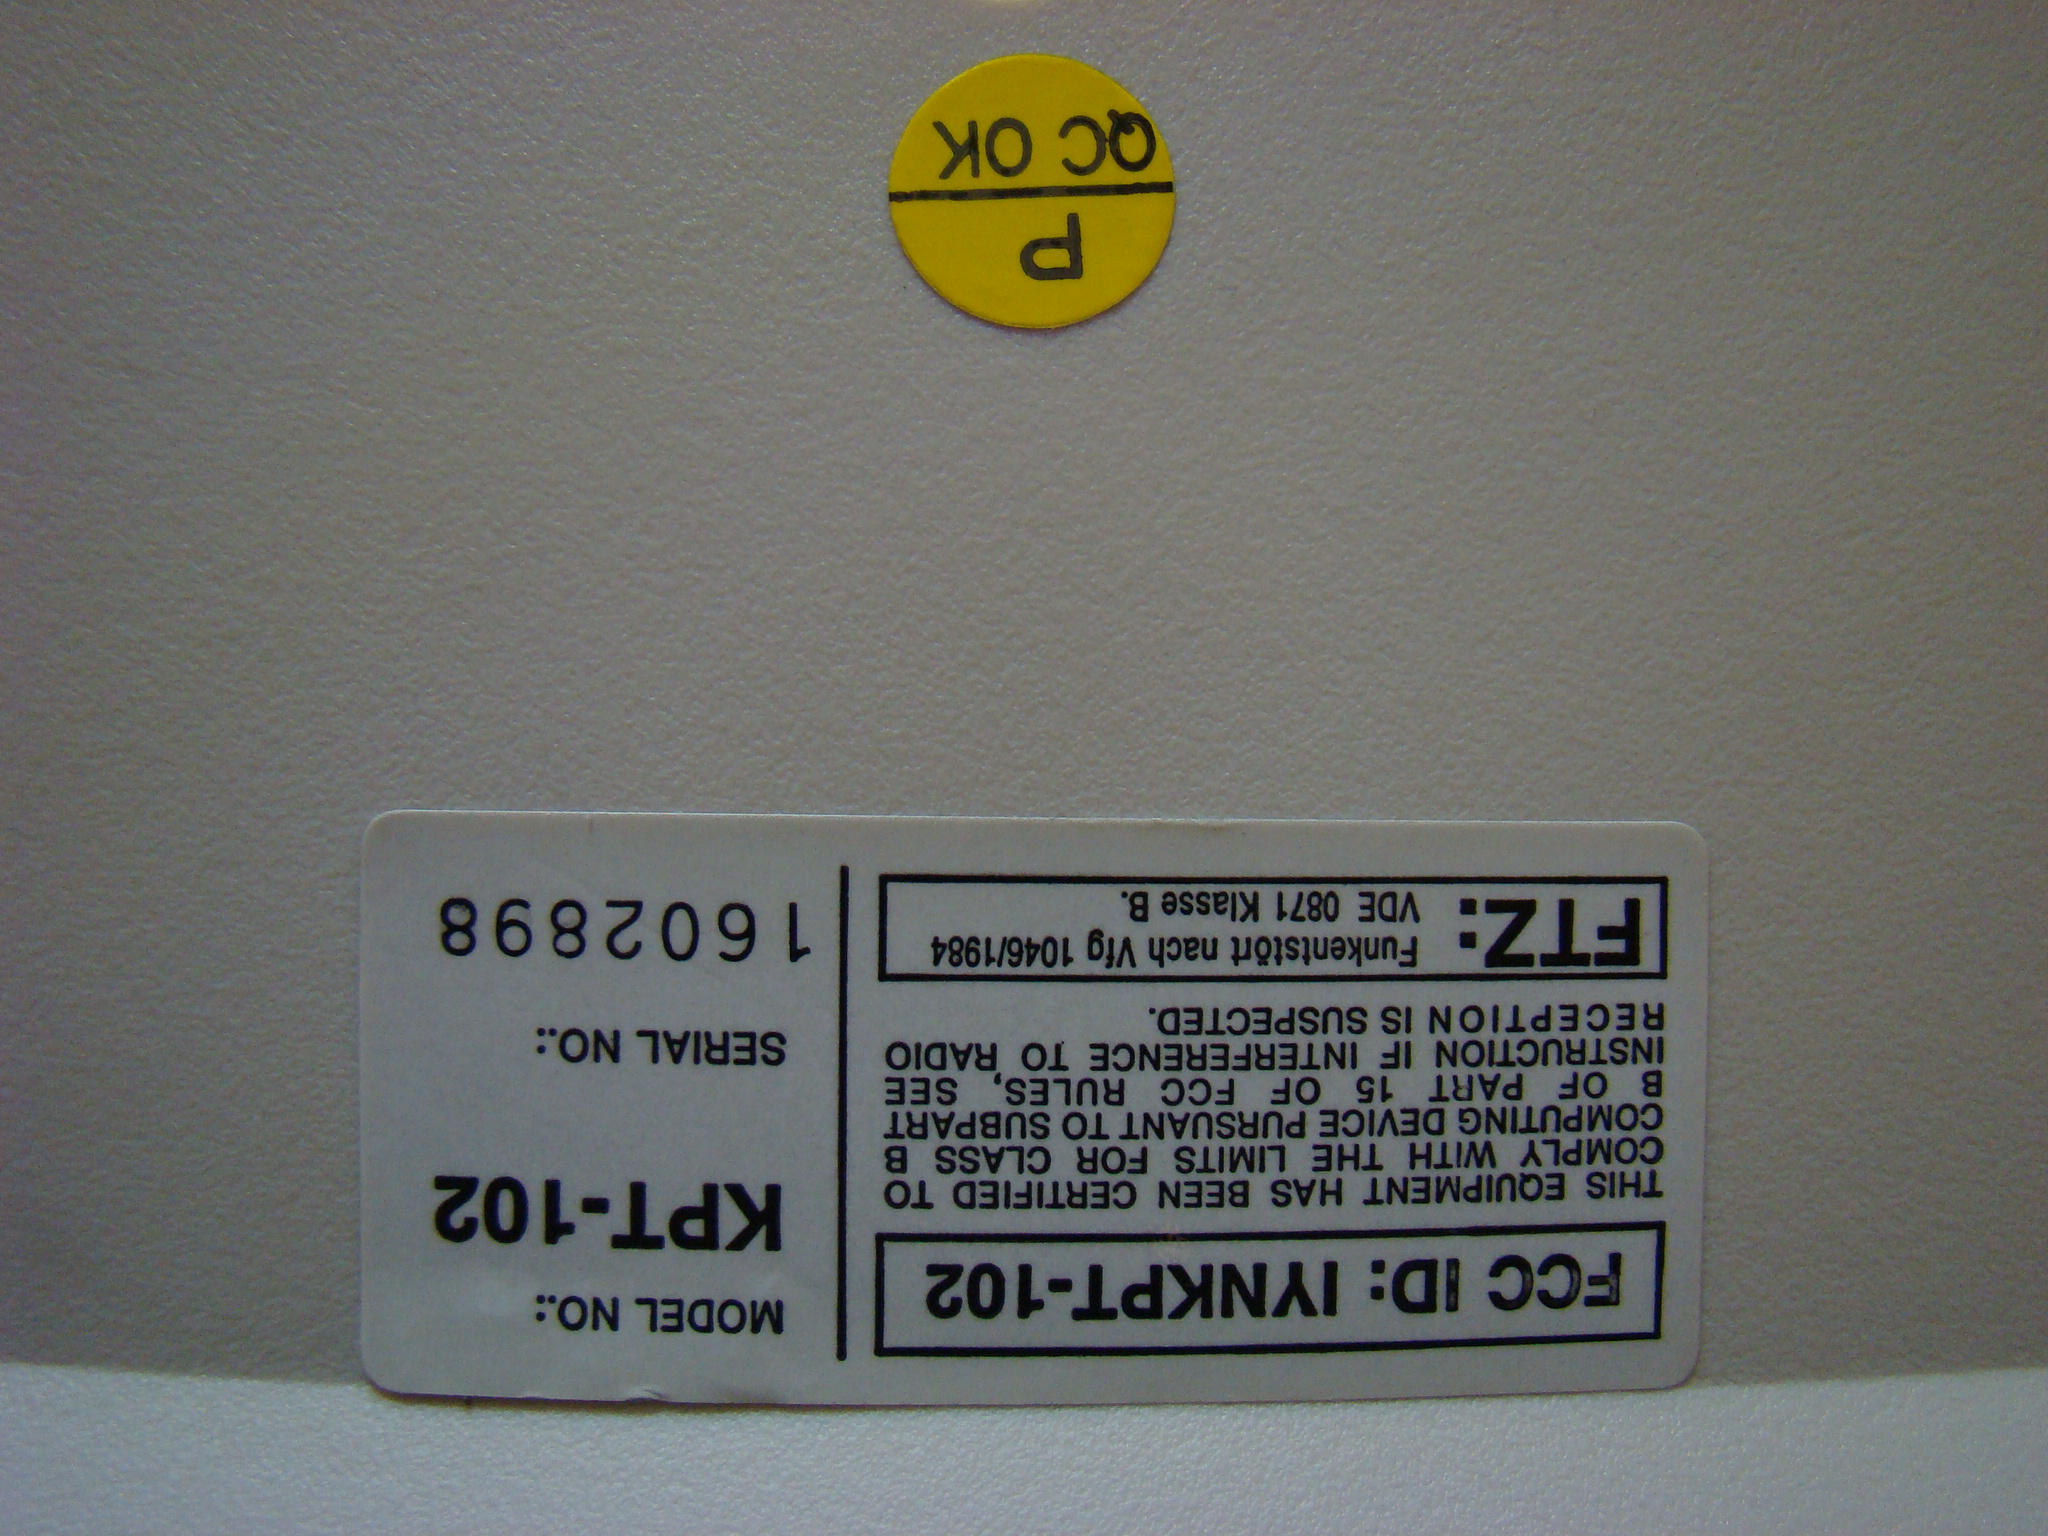 FCC ID: IYNKPT-102
THIS EQUIPMENT HAS BEEN CERTIFIED TO
COMPLY WITH THE LIMITS FOR CLASS B
COMPUTING DEVICE PURSUANT TO SUBPART
B OF PART 15 OF FCC RULES, SEE
INSTRUCTION IF INTERFERENCE TO RADIO
RECEPTION IS SUSPECTED.
FTZ:
Funkentstört nach Vfg 1046/1984
VDE 0871 Klasse B.
MODEL NO.:
KPT-102
SERIAL NO.:
1602898
P
QC OK